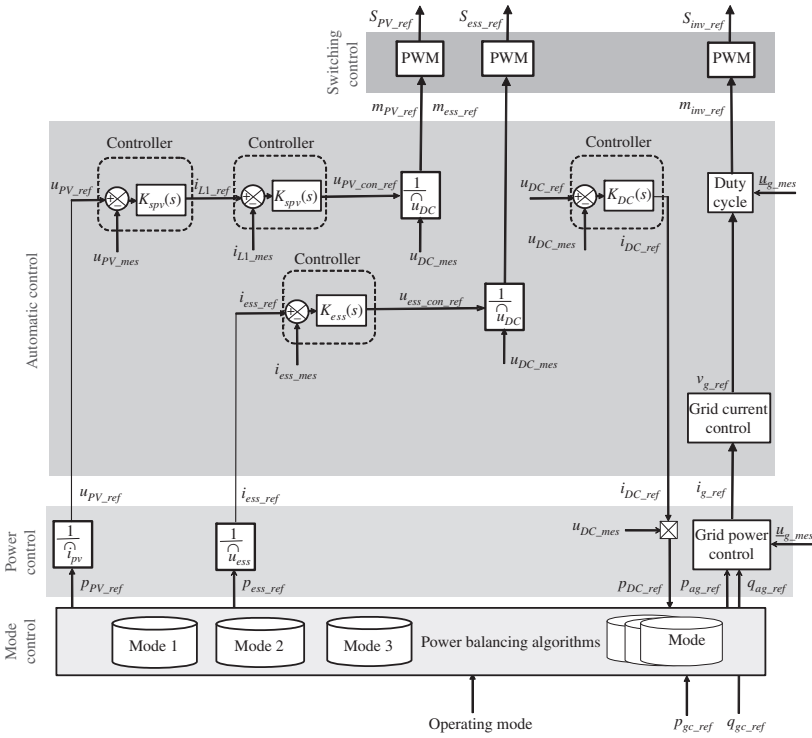 S_PV_ref S_ess_ref S_inv_ref
Switching control
PWM PWM PWM
m_PV_ref m_ess_ref m_inv_ref
Automatic control
Controller Controller Controller
u_PV_ref K_spv(s) i_L1_ref K_spv(s) u_PV_con_ref 1 u_DC u_DC_ref K_DC(s) Duty cycle u_g_mes
u_PV_mes i_L1_mes u_DC_mes u_DC_mes i_DC_ref
Controller
i_ess_ref K_ess(s) u_ess_con_ref 1 u_DC
i_ess_mes u_DC_mes
v_g_ref
Grid current control
u_PV_ref i_ess_ref i_DC_ref i_g_ref
Power control
1 i_pv 1 u_ess u_DC_mes Grid power control u_g_mes
p_PV_ref p_ess_ref p_DC_ref p_ag_ref q_ag_ref
Mode control
Mode 1 Mode 2 Mode 3 Power balancing algorithms Mode
Operating mode p_gc_ref q_gc_ref